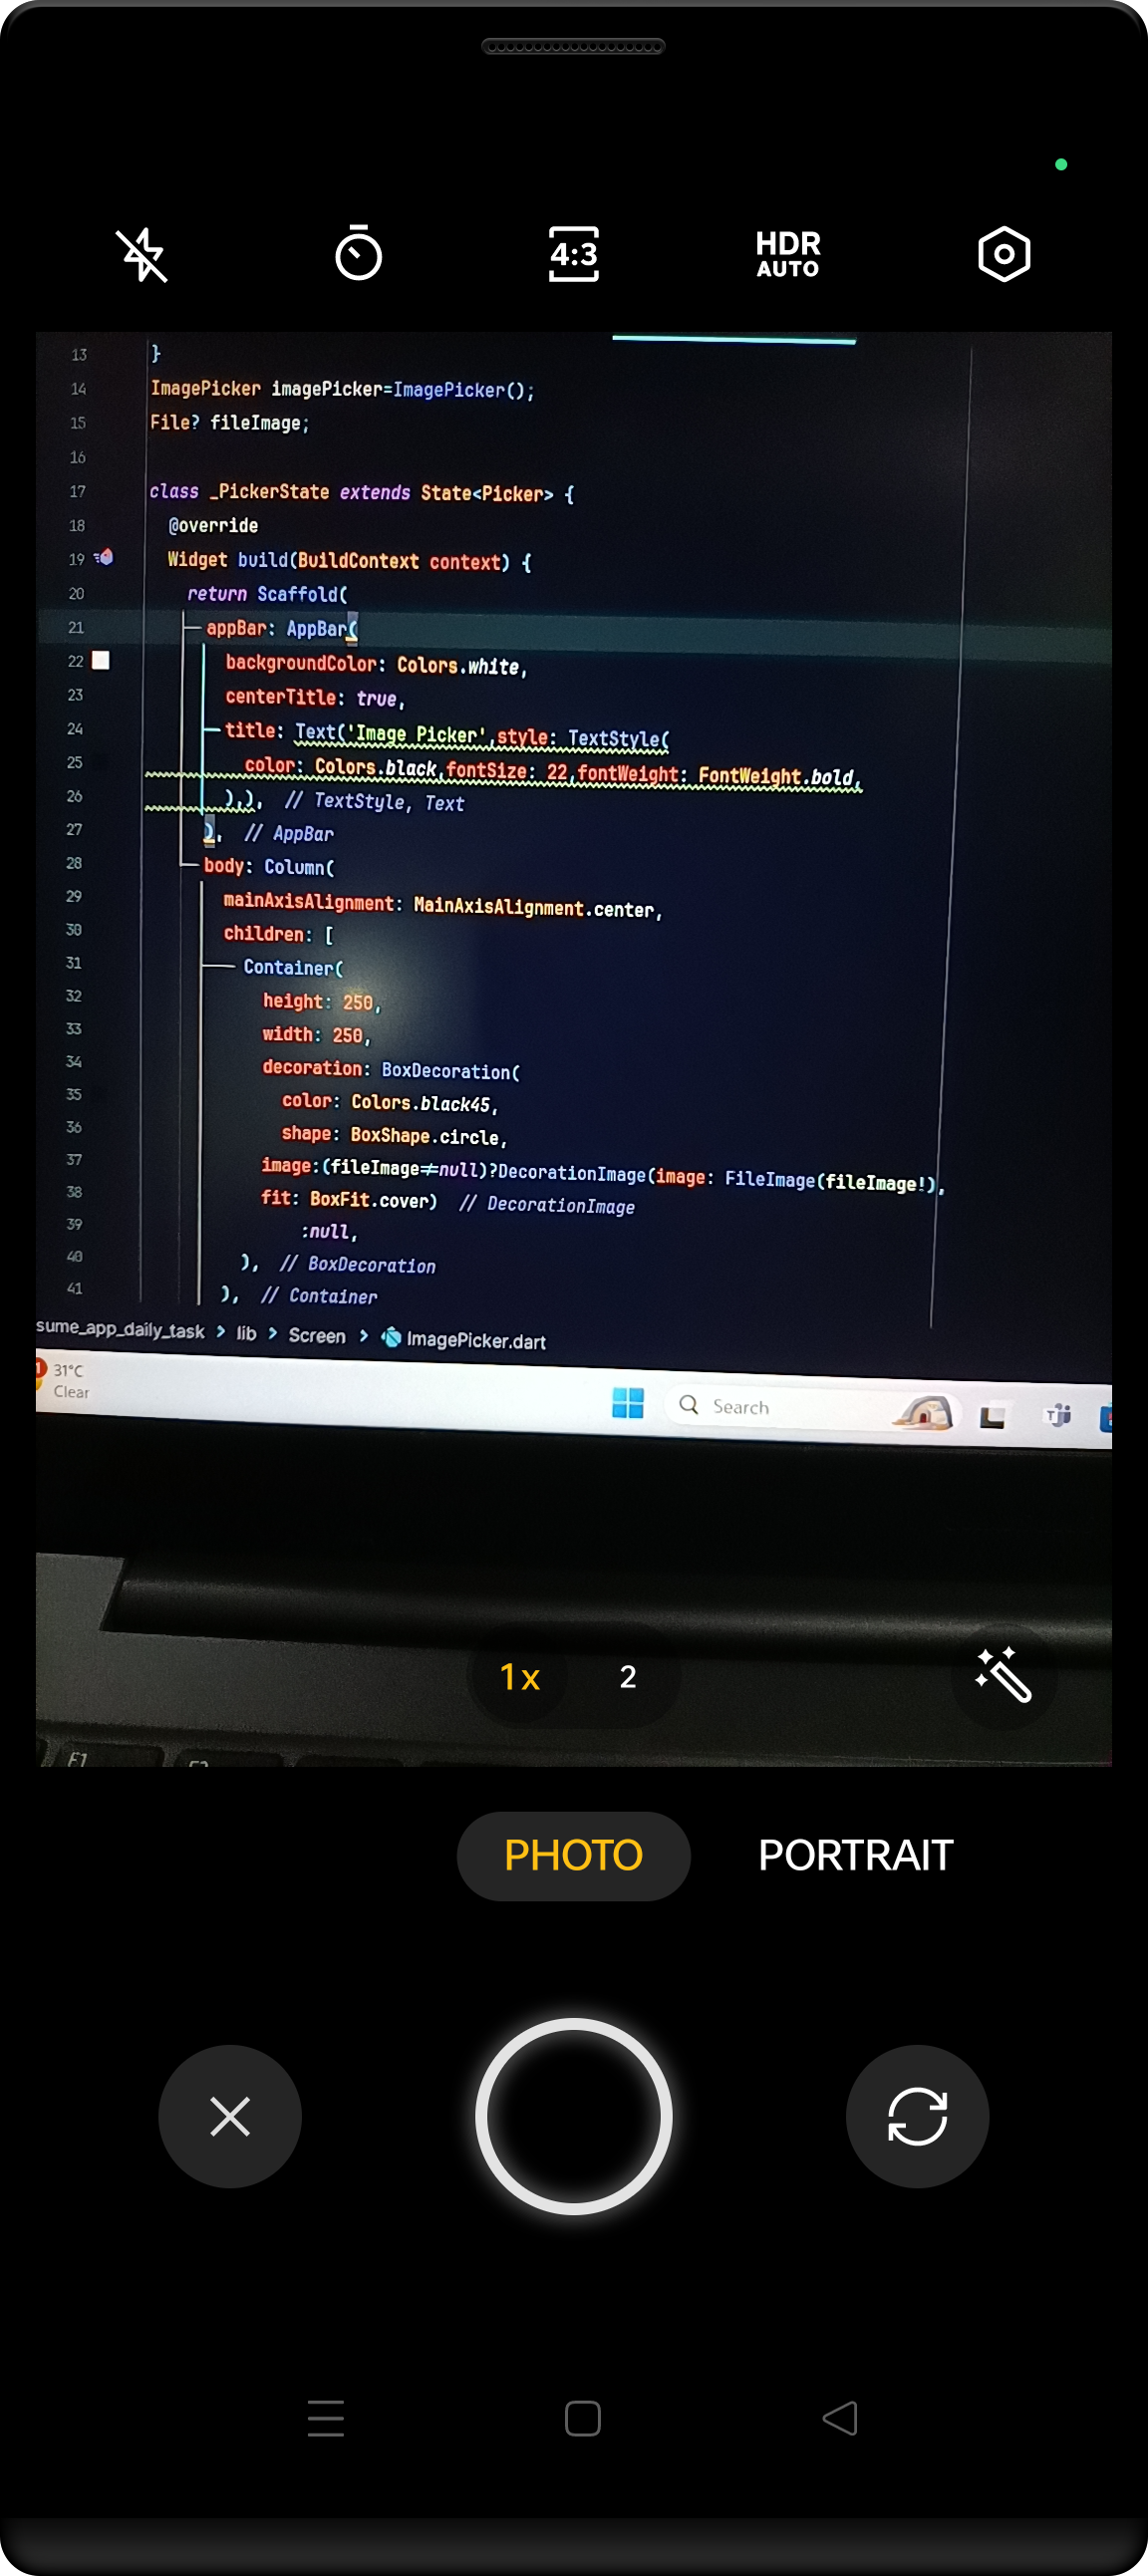 4:3
HDR
AUTO
13 }
14 ImagePicker imagePicker=ImagePicker();
15 File? fileImage;
16
17 class _PickerState extends State<Picker> {
18 @override
19 Widget build(BuildContext context) {
20 return Scaffold(
21 appBar: AppBar(
22 backgroundColor: Colors.white,
23 centerTitle: true,
24 title: Text('Image Picker',style: TextStyle(
25 color: Colors.black,fontSize: 22,fontWeight: FontWeight.bold,
26 ),), // TextStyle, Text
27 ), // AppBar
28 body: Column(
29 mainAxisAlignment: MainAxisAlignment.center,
30 children: [
31 Container(
32 height: 250,
33 width: 250,
34 decoration: BoxDecoration(
35 color: Colors.black45,
36 shape: BoxShape.circle,
37 image:(fileImage≠null)?DecorationImage(image: FileImage(fileImage!),
38 fit: BoxFit.cover) // DecorationImage
39 :null,
40 ), // BoxDecoration
41 ), // Container
sume_app_daily_task > lib > Screen > ImagePicker.dart
1 31°C
Clear
Search
1x 2
F1
PHOTO PORTRAIT